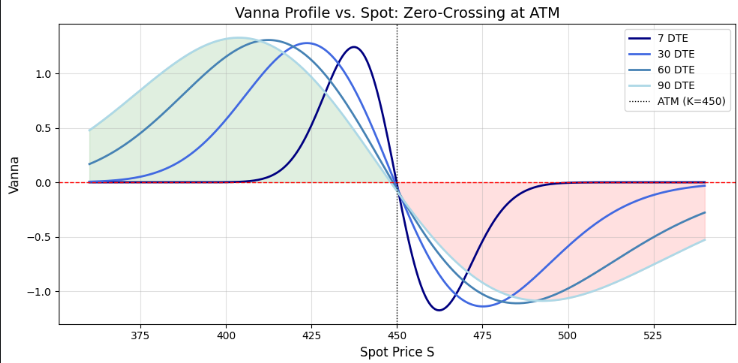 Vanna Profile vs. Spot: Zero-Crossing at ATM
7 DTE
30 DTE
60 DTE
90 DTE
ATM (K=450)
1.0
0.5
0.0
−0.5
−1.0
Vanna
375
400
425
450
475
500
525
Spot Price S